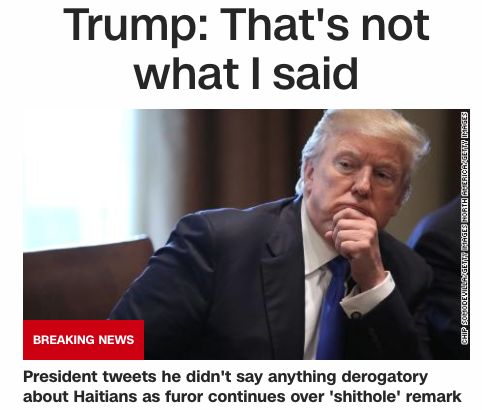 Trump: That's not
what I said
CHIP SOMODEVILLA/GETTY IMAGES NORTH AMERICA/GETTY IMAGES
BREAKING NEWS
President tweets he didn't say anything derogatory
about Haitians as furor continues over 'shithole' remark